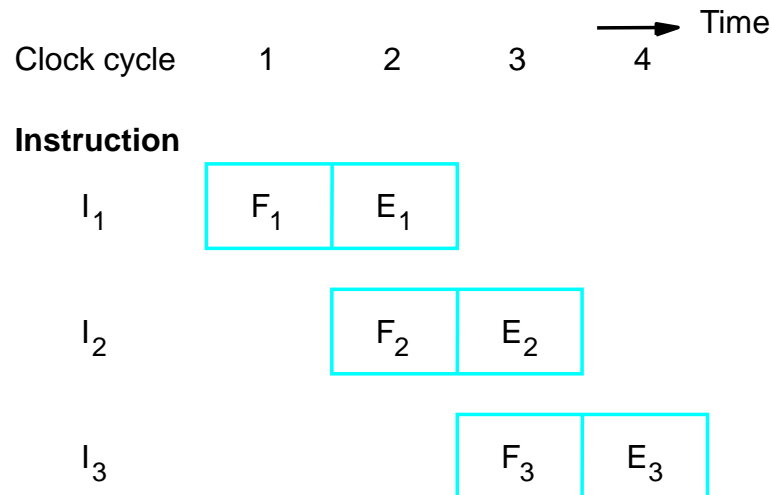 Time
Clock cycle 1 2 3 4
Instruction
I₁ F₁ E₁
I₂ F₂ E₂
I₃ F₃ E₃